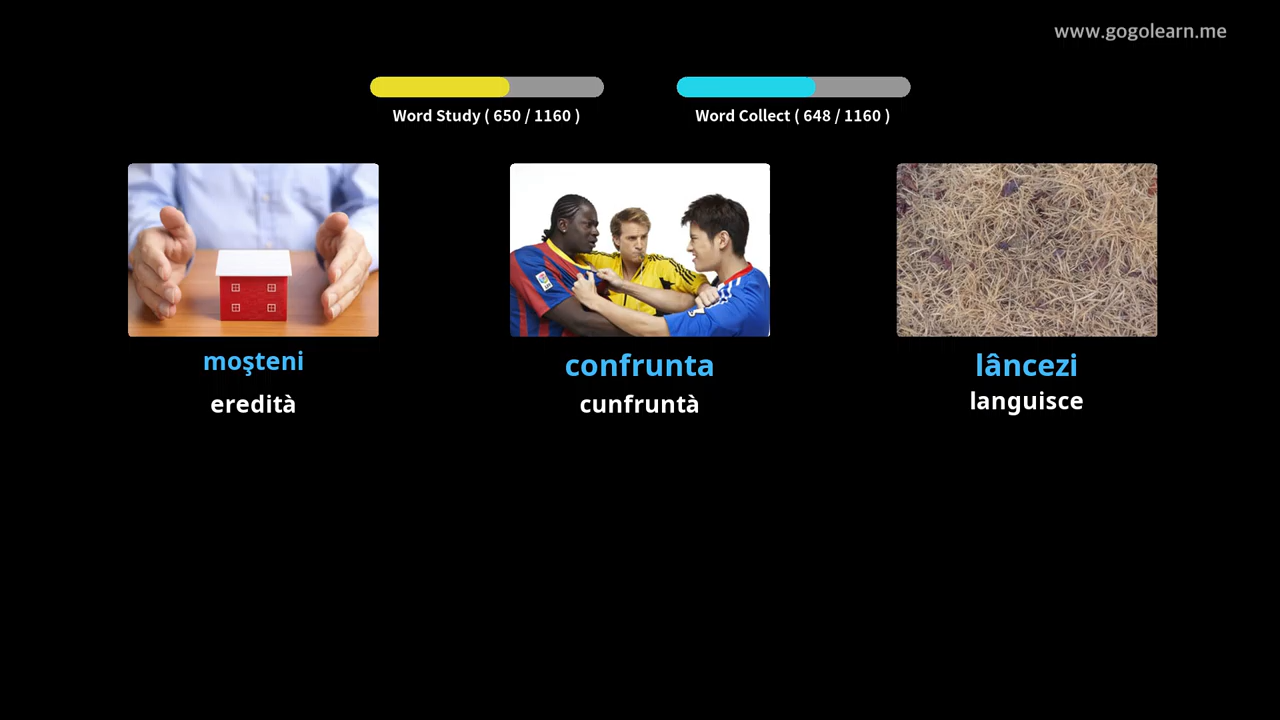 www.gogolearn.me
Word Study ( 650 / 1160 )
Word Collect ( 648 / 1160 )
moşteni
confrunta
lâncezi
eredità
cunfruntà
languisce